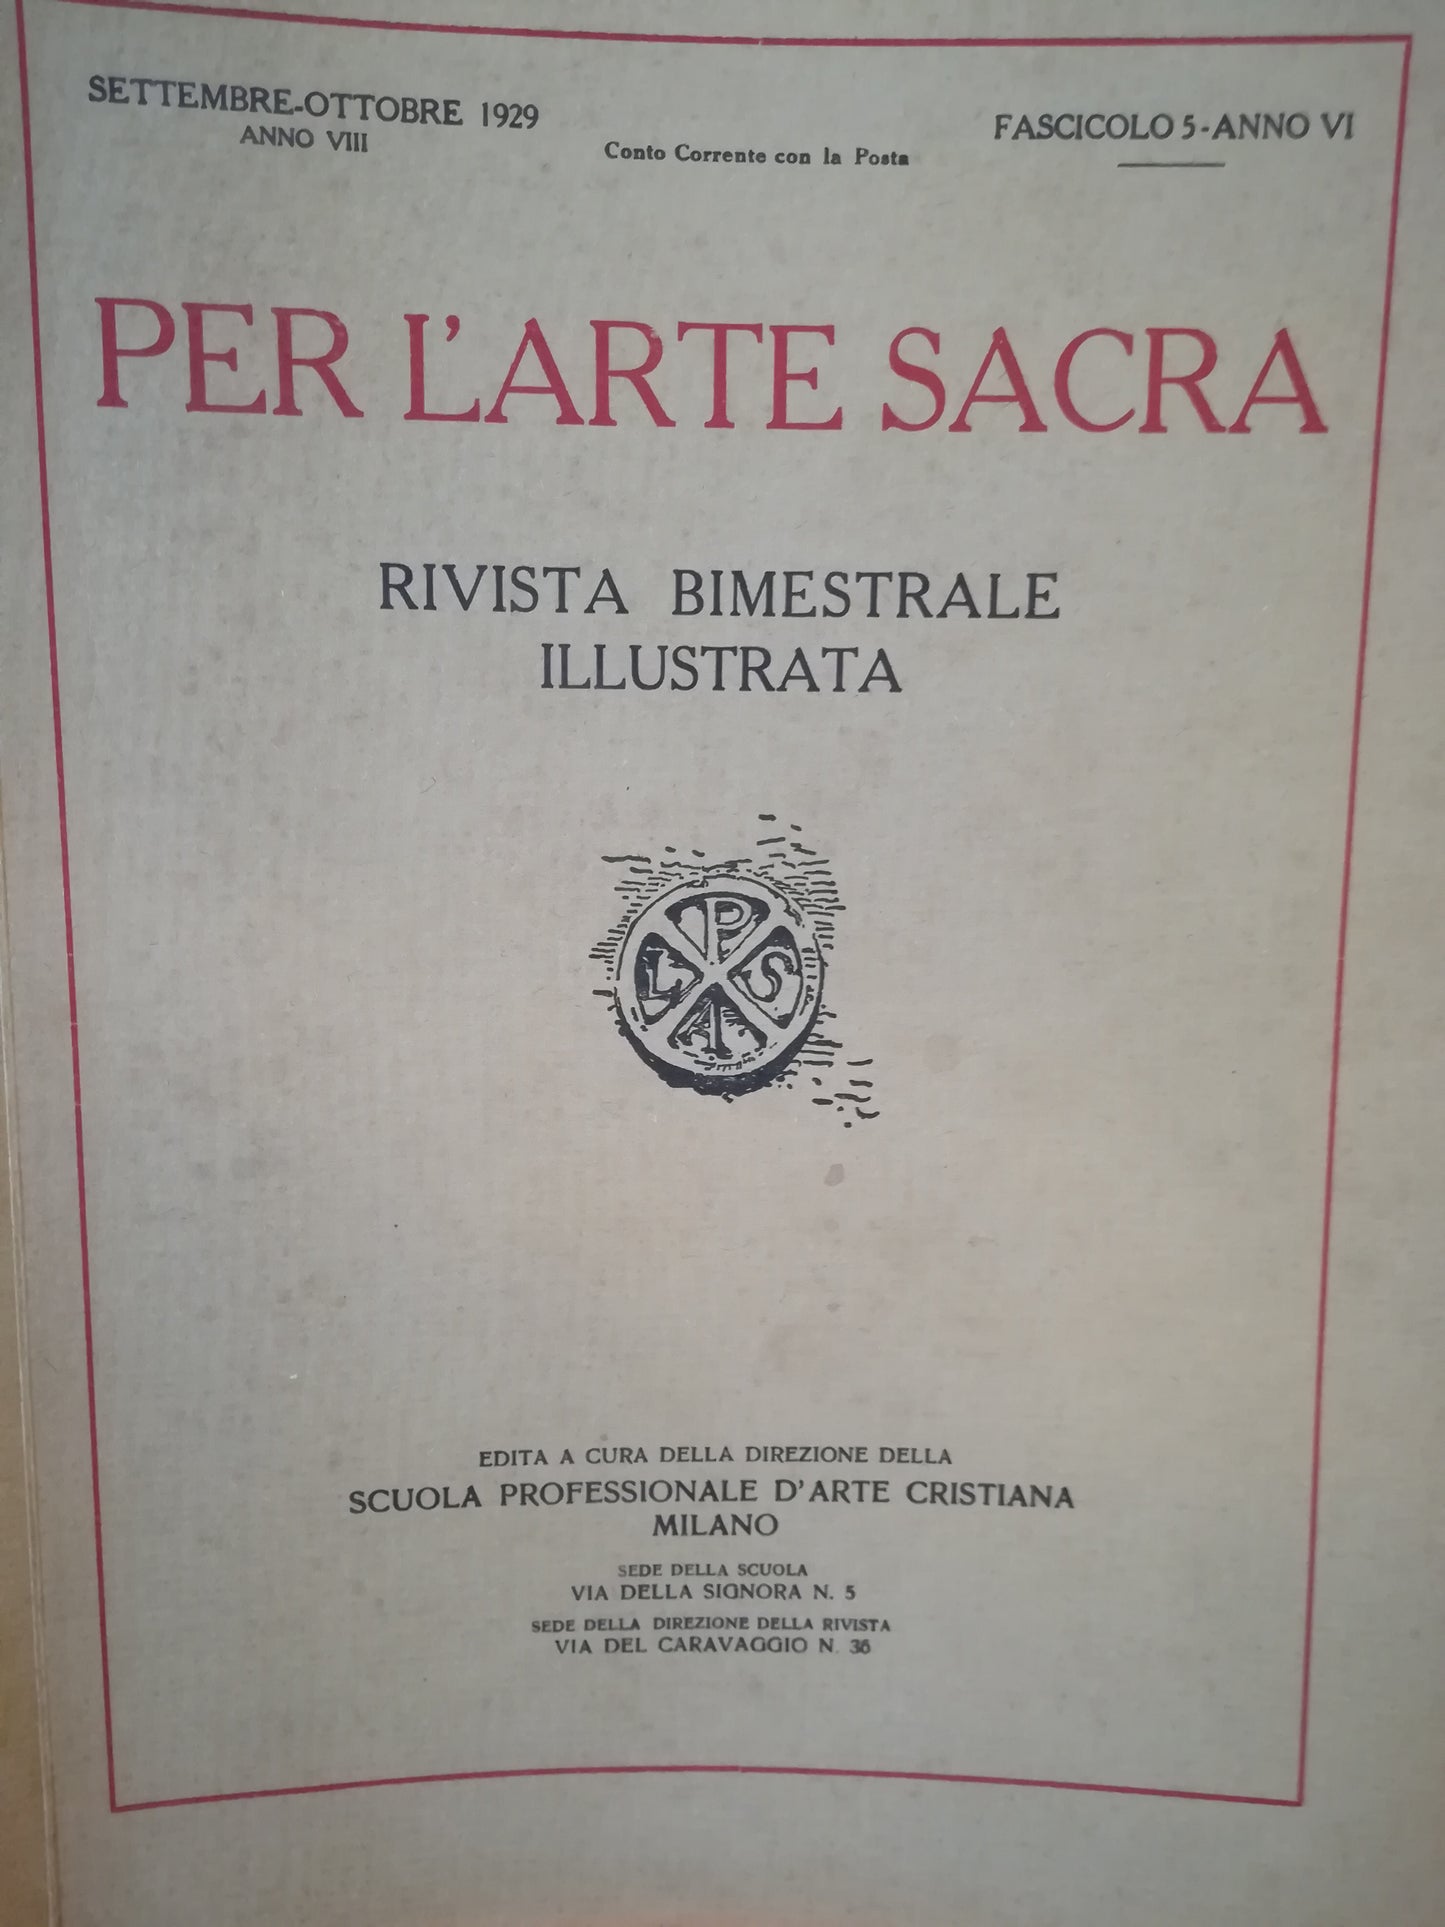 SETTEMBRE-OTTOBRE 1929
ANNO VIII
Conto Corrente con la Posta
FASCICOLO 5-ANNO VI
PER L'ARTE SACRA
RIVISTA BIMESTRALE
ILLUSTRATA
P
L S
A
EDITA A CURA DELLA DIREZIONE DELLA
SCUOLA PROFESSIONALE D'ARTE CRISTIANA
MILANO
SEDE DELLA SCUOLA
VIA DELLA SIGNORA N. 5
SEDE DELLA DIREZIONE DELLA RIVISTA
VIA DEL CARAVAGGIO N. 36